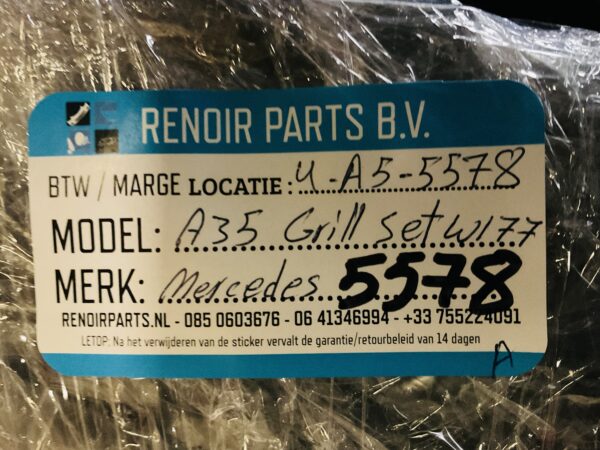 RENOIR PARTS B.V.
BTW / MARGE LOCATIE: U-A5-5578
MODEL: A35 Grill set W177
MERK: Mercedes 5578
RENOIRPARTS.NL - 085 0603676 - 06 41346994 - +33 755224091
LETOP: Na het verwijderen van de sticker vervalt de garantie/retourbeleid van 14 dagen
A